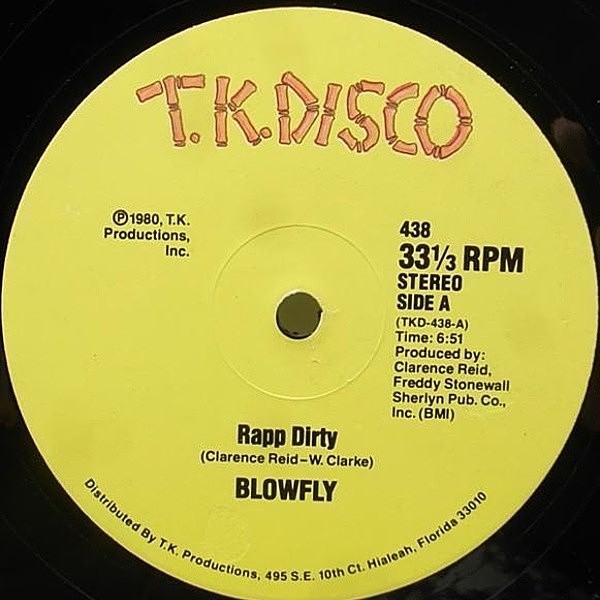 T.K.DISCO
℗1980, T.K.
Productions,
Inc.
438
33⅓ RPM
STEREO
SIDE A
(TKD-438-A)
Time: 6:51
Produced by:
Clarence Reid,
Freddy Stonewall
Sherlyn Pub. Co.,
Inc. (BMI)
Rapp Dirty
(Clarence Reid–W. Clarke)
BLOWFLY
Distributed By T.K. Productions, 495 S.E. 10th Ct. Hialeah, Florida 33010